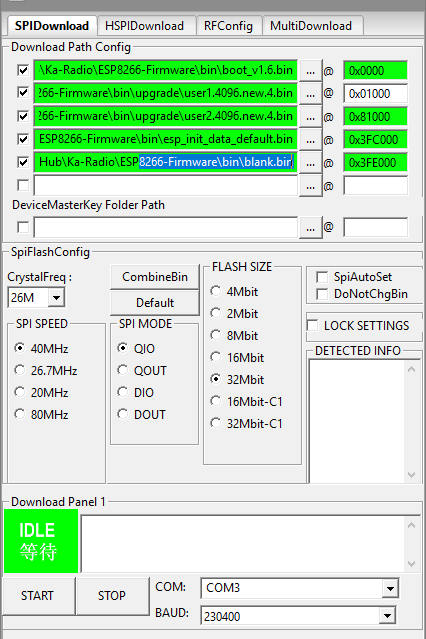 SPIDownload HSPIDownload RFConfig MultiDownload
Download Path Config
\Ka-Radio\ESP8266-Firmware\bin\boot_v1.6.bin ... @ 0x0000
266-Firmware\bin\upgrade\user1.4096.new.4.bin ... @ 0x01000
266-Firmware\bin\upgrade\user2.4096.new.4.bin ... @ 0x81000
ESP8266-Firmware\bin\esp_init_data_default.bin ... @ 0x3FC000
Hub\Ka-Radio\ESP8266-Firmware\bin\blank.bin ... @ 0x3FE000
... @
DeviceMasterKey Folder Path
... @
SpiFlashConfig
CrystalFreq :
26M
CombineBin
Default
SPI SPEED
40MHz
26.7MHz
20MHz
80MHz
SPI MODE
QIO
QOUT
DIO
DOUT
FLASH SIZE
4Mbit
2Mbit
8Mbit
16Mbit
32Mbit
16Mbit-C1
32Mbit-C1
SpiAutoSet
DoNotChgBin
LOCK SETTINGS
DETECTED INFO
Download Panel 1
IDLE
等待
START STOP
COM: COM3
BAUD: 230400